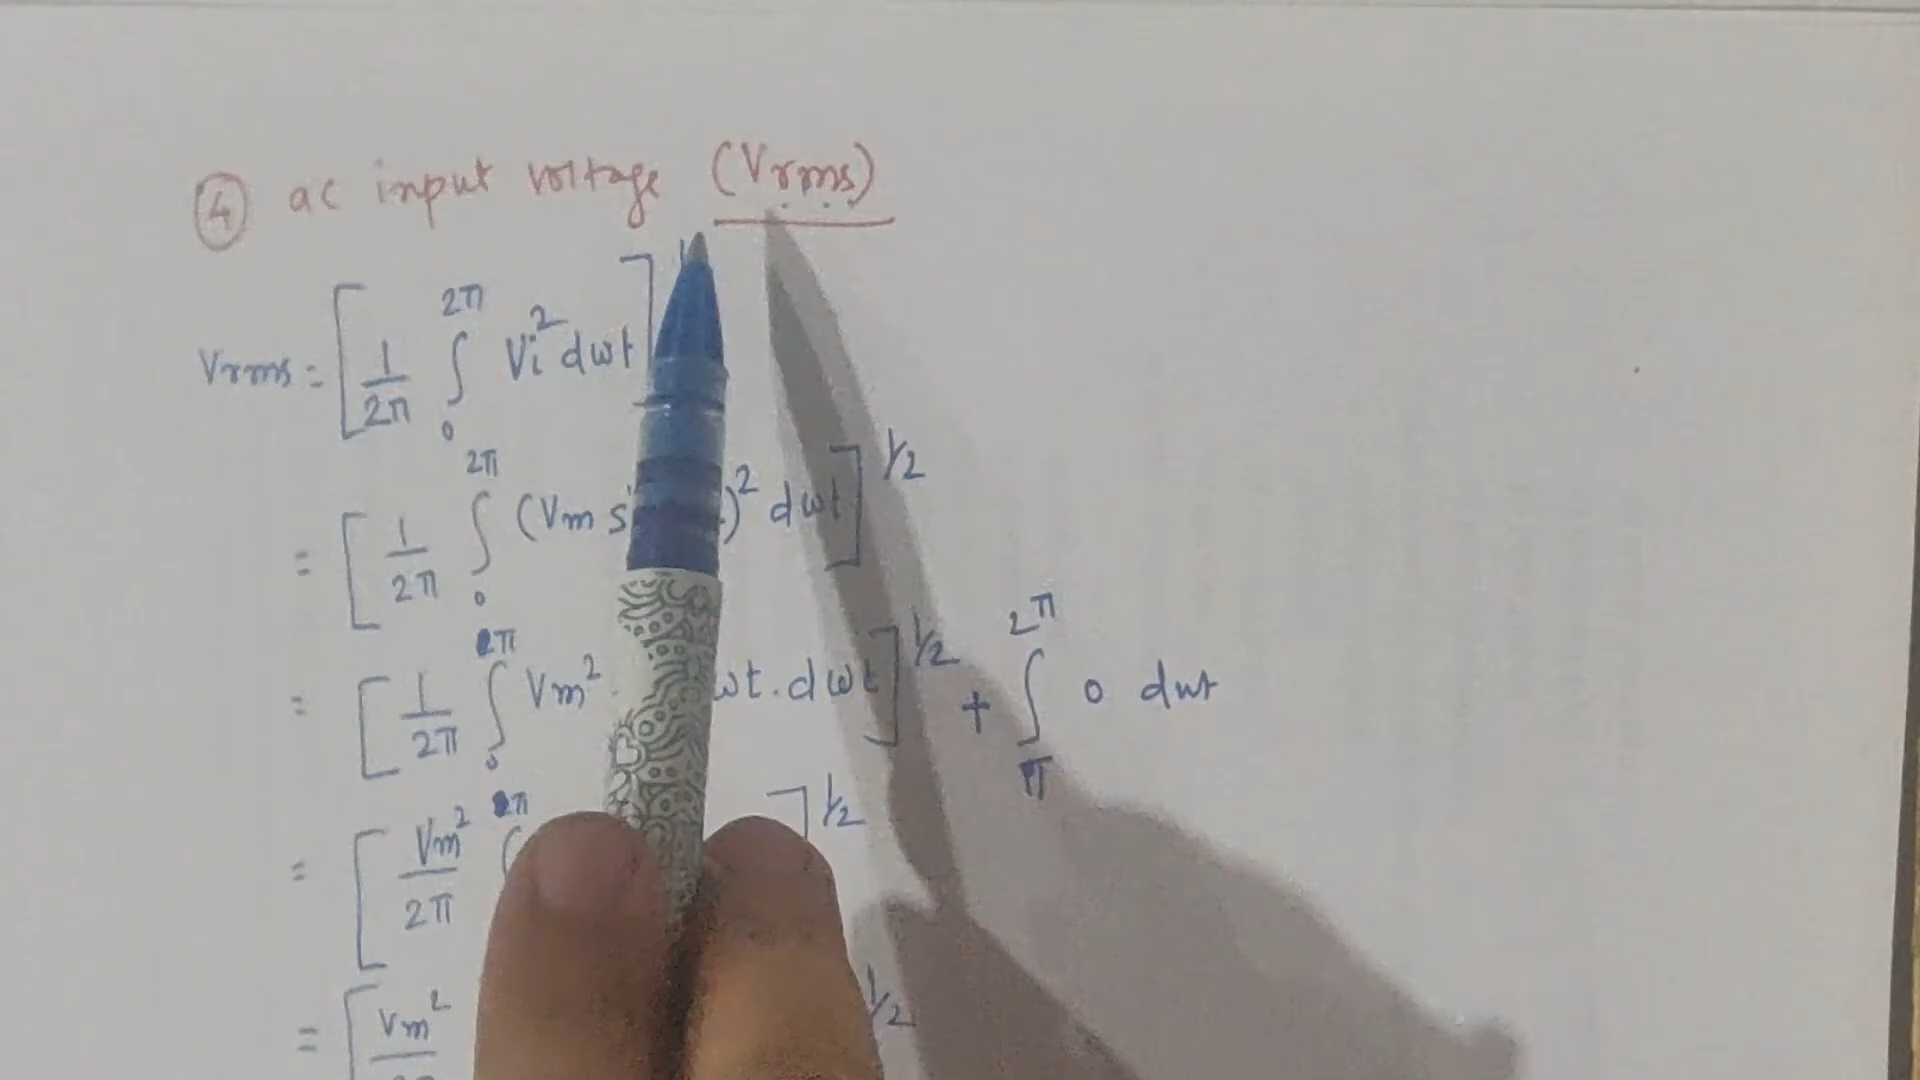 ④ ac input voltage (Vrms)
Vrms = [ 1/2π ∫₀^2π Vi² dωt ]
= [ 1/2π ∫₀^2π (Vm )² dωt ]^1/2
= [ 1/2π ∫₀^2π Vm² · ωt . dωt ]^1/2 + ∫π^2π 0 dωt
= [ Vm²/2π ∫^2π ]^1/2
= [ Vm² ]^1/2